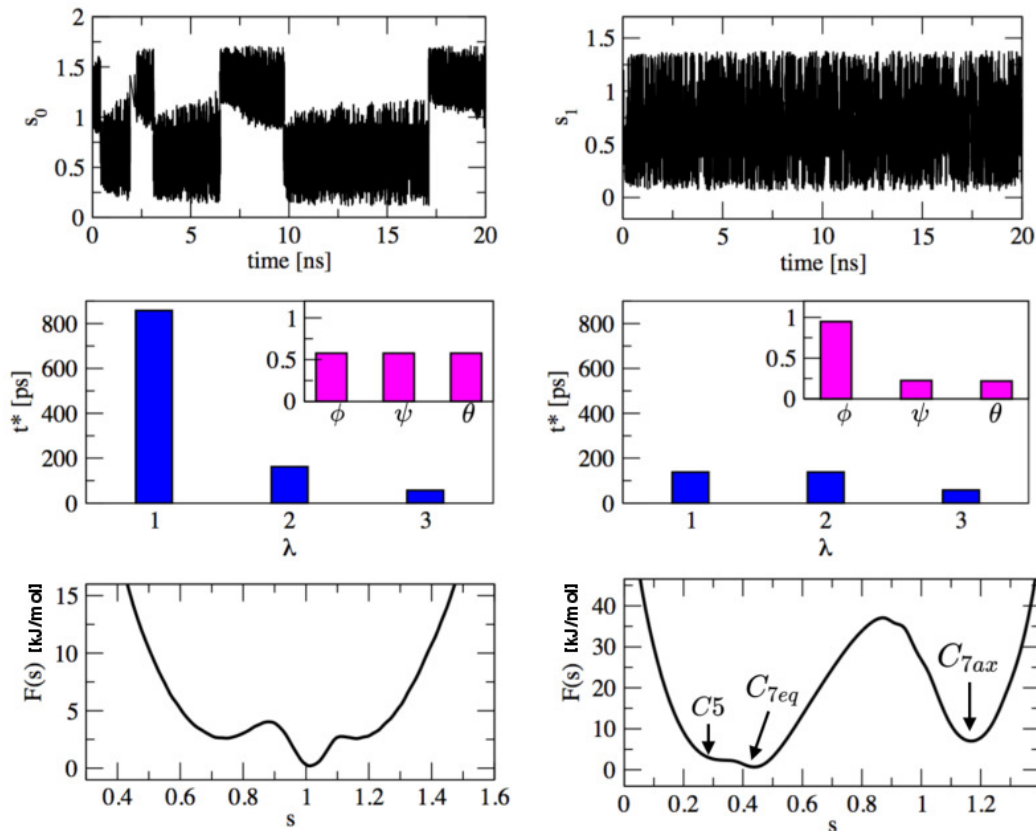 2
1.5
1
0.5
0
s0
0 5 10 15 20
time [ns]
1.5
1
0.5
0
s1
0 5 10 15 20
time [ns]
800
600
400
200
0
t* [ps]
1
0.5
0
ϕ ψ θ
1 2 3
λ
800
600
400
200
0
t* [ps]
1
0.5
0
ϕ ψ θ
1 2 3
λ
15
10
5
0
F(s) [kJ/mol]
0.4 0.6 0.8 1 1.2 1.4 1.6
s
40
30
20
10
0
F(s) [kJ/mol]
C5
C7eq
C7ax
0 0.2 0.4 0.6 0.8 1 1.2
s